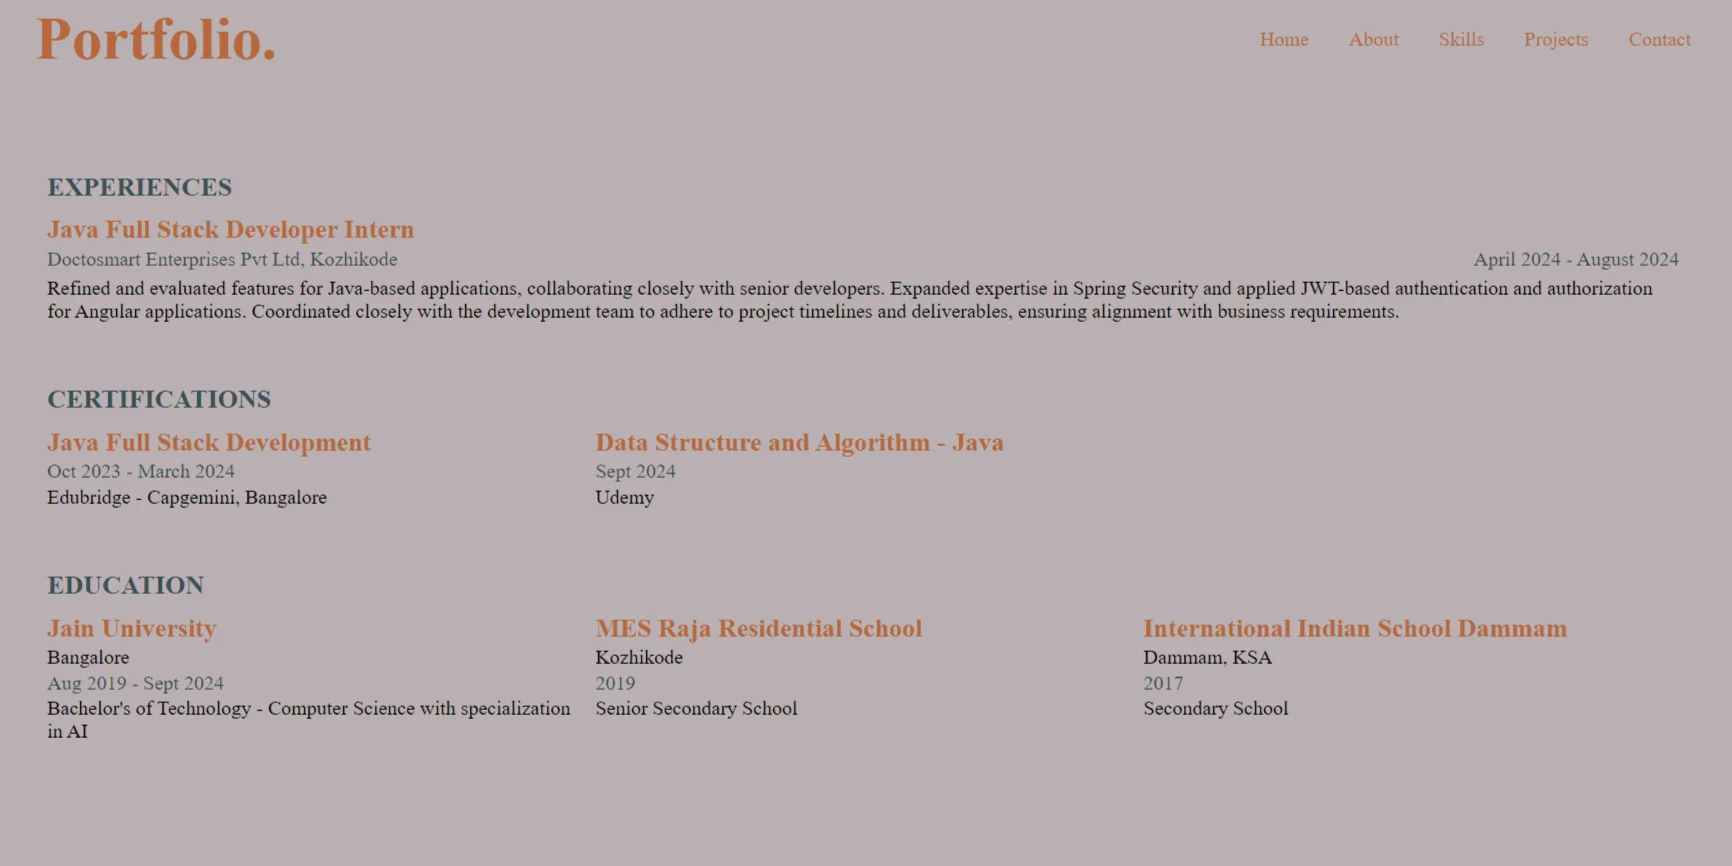 Portfolio.
Home About Skills Projects Contact
EXPERIENCES
Java Full Stack Developer Intern
Doctosmart Enterprises Pvt Ltd, Kozhikode April 2024 - August 2024
Refined and evaluated features for Java-based applications, collaborating closely with senior developers. Expanded expertise in Spring Security and applied JWT-based authentication and authorization
for Angular applications. Coordinated closely with the development team to adhere to project timelines and deliverables, ensuring alignment with business requirements.
CERTIFICATIONS
Java Full Stack Development
Oct 2023 - March 2024
Edubridge - Capgemini, Bangalore
Data Structure and Algorithm - Java
Sept 2024
Udemy
EDUCATION
Jain University
Bangalore
Aug 2019 - Sept 2024
Bachelor's of Technology - Computer Science with specialization
in AI
MES Raja Residential School
Kozhikode
2019
Senior Secondary School
International Indian School Dammam
Dammam, KSA
2017
Secondary School